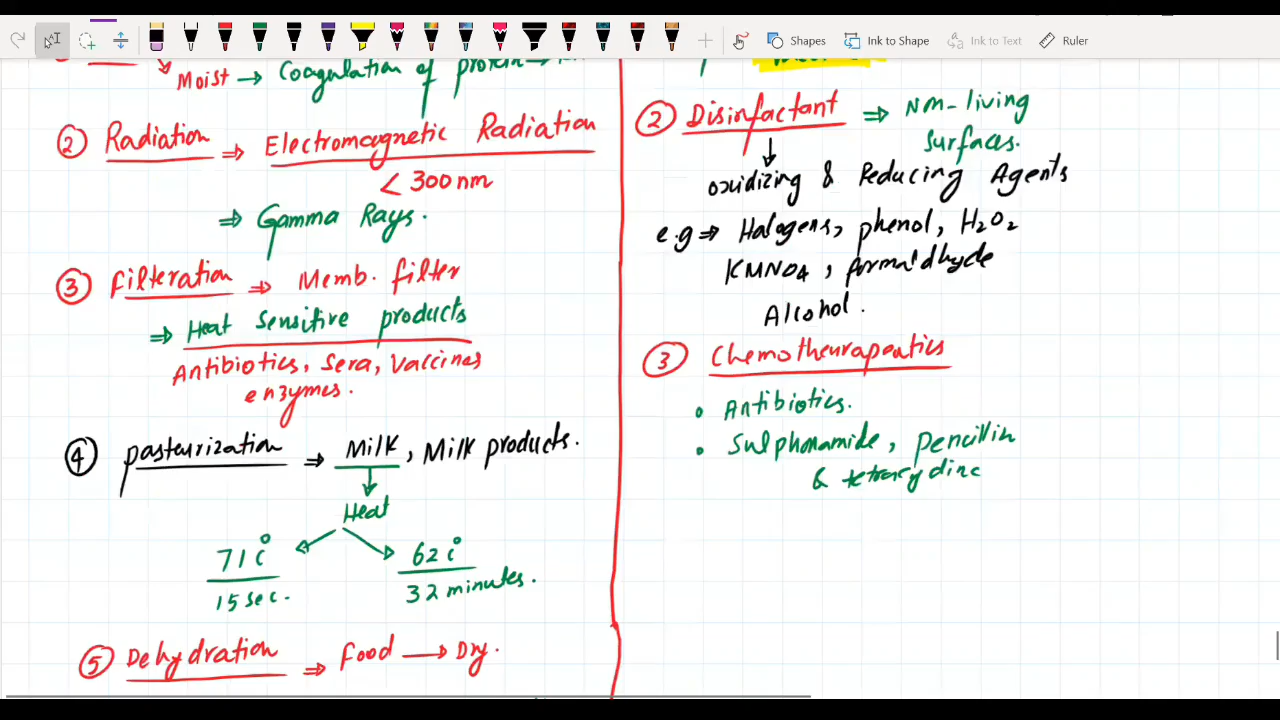 Shapes
Ink to Shape
Ink to Text
Ruler
Moist → Coagulation of protein →
② Radiation ⇒ Electromagnetic Radiation
< 300 nm
⇒ Gamma Rays.
③ Filteration ⇒ Memb. filter
⇒ Heat Sensitive products
Antibiotics, Sera, Vaccines
enzymes.
④ pasteurization ⇒ Milk, Milk products.
Heat
71 C° 62 C°
15 sec. 32 minutes.
⑤ Dehydration ⇒ Food → Dry.
② Disinfactant ⇒ Non-living
Surfaces.
Oxidizing & Reducing Agents
e.g ⇒ Halogens, phenol, H2O2
KMNO4, formaldhyde
Alcohol.
③ Chemotheurapeutics
• Antibiotics.
• Sulphonamide, pencillin
& tetracycline